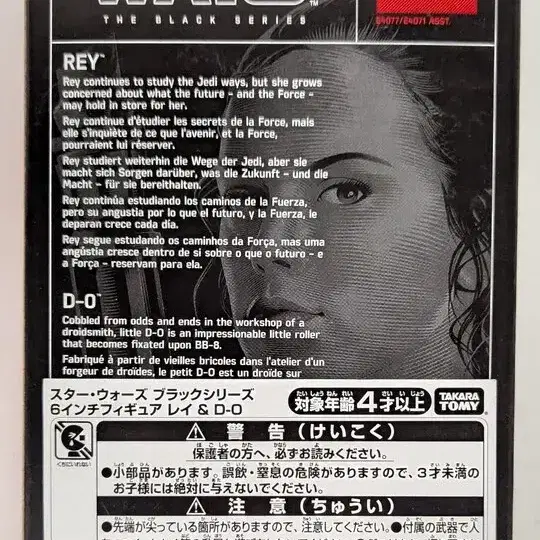 THE BLACK SERIES
E4077/E4071 ASST.
REY™
Rey continues to study the Jedi ways, but she grows
concerned about what the future – and the Force –
may hold in store for her.
Rey continue d'étudier les secrets de la Force, mais
elle s'inquiète de ce que l'avenir, et la Force,
pourraient lui réserver.
Rey studiert weiterhin die Wege der Jedi, aber sie
macht sich Sorgen darüber, was die Zukunft – und die
Macht – für sie bereithalten.
Rey continúa estudiando los caminos de la Fuerza,
pero su angustia por lo que el futuro, y la Fuerza, le
deparan crece cada día.
Rey segue estudando os caminhos da Força, mas uma
angústia cresce dentro de si sobre o que o futuro – e
a Força – reservam para ela.
D-O™
Cobbled from odds and ends in the workshop of a
droidsmith, little D-O is an impressionable little roller
that becomes fixated upon BB-8.
Fabriqué à partir de vieilles bricoles dans l'atelier d'un
forgeur de droïdes, le petit D-O est un droïde sur
スター・ウォーズ ブラックシリーズ
6インチフィギュア レイ & D-O
対象年齢4才以上
TAKARA
TOMY
くちにいれない
警告(けいこく)
保護者の方へ、必ずお読みください。
●小部品があります。誤飲・窒息の危険がありますので、3才未満の
お子様には絶対に与えないでください。
注意(ちゅうい)
●先端が尖っている箇所がありますので、注意してください。●付属の武器で人